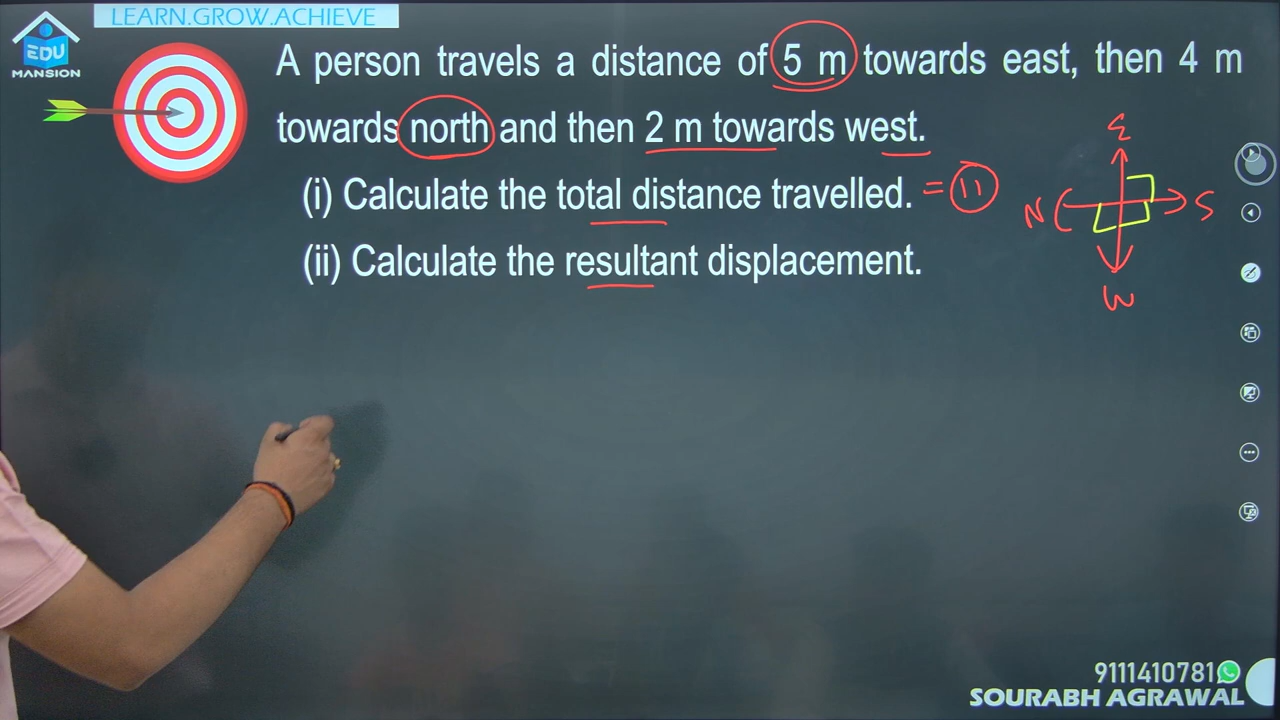 LEARN.GROW.ACHIEVE
EDU
MANSION
A person travels a distance of 5 m towards east, then 4 m
towards north and then 2 m towards west.
(i) Calculate the total distance travelled. = 11
(ii) Calculate the resultant displacement.
E
N
S
W
9111410781
SOURABH AGRAWAL